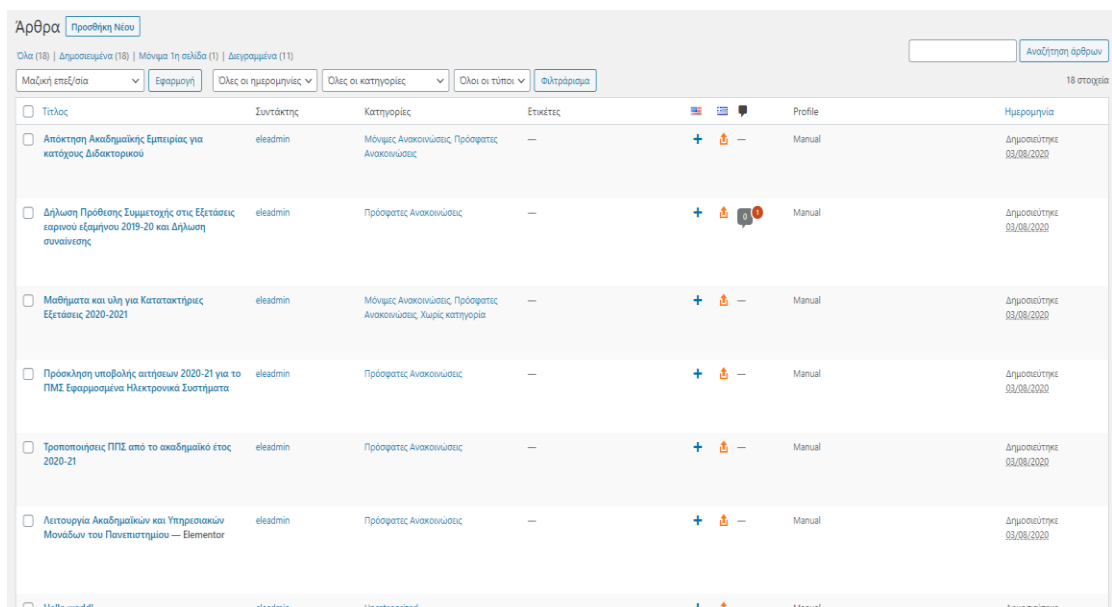 Άρθρα Προσθήκη Νέου
Όλα (18) | Δημοσιευμένα (18) | Μόνιμα 1η σελίδα (1) | Διεγραμμένα (11)
Αναζήτηση άρθρων
Μαζική επεξ/σία Εφαρμογή Όλες οι ημερομηνίες Όλες οι κατηγορίες Όλοι οι τύποι Φιλτράρισμα 18 στοιχεία
Τίτλος Συντάκτης Κατηγορίες Ετικέτες Profile Ημερομηνία
Απόκτηση Ακαδημαϊκής Εμπειρίας για eleadmin Μόνιμες Ανακοινώσεις, Πρόσφατες — — Manual Δημοσιεύτηκε
κατόχους Διδακτορικού Ανακοινώσεις 03/08/2020
Δήλωση Πρόθεσης Συμμετοχής στις Εξετάσεις eleadmin Πρόσφατες Ανακοινώσεις — 0 1 Manual Δημοσιεύτηκε
εαρινού εξαμήνου 2019-20 και Δήλωση 03/08/2020
συναίνεσης
Μαθήματα και υλη για Κατατακτήριες eleadmin Μόνιμες Ανακοινώσεις, Πρόσφατες — — Manual Δημοσιεύτηκε
Εξετάσεις 2020-2021 Ανακοινώσεις, Χωρίς κατηγορία 03/08/2020
Πρόσκληση υποβολής αιτήσεων 2020-21 για το eleadmin Πρόσφατες Ανακοινώσεις — — Manual Δημοσιεύτηκε
ΠΜΣ Εφαρμοσμένα Ηλεκτρονικά Συστήματα 03/08/2020
Τροποποιήσεις ΠΠΣ από το ακαδημαϊκό έτος eleadmin Πρόσφατες Ανακοινώσεις — — Manual Δημοσιεύτηκε
2020-21 03/08/2020
Λειτουργία Ακαδημαϊκών και Υπηρεσιακών eleadmin Πρόσφατες Ανακοινώσεις — — Manual Δημοσιεύτηκε
Μονάδων του Πανεπιστημίου — Elementor 03/08/2020